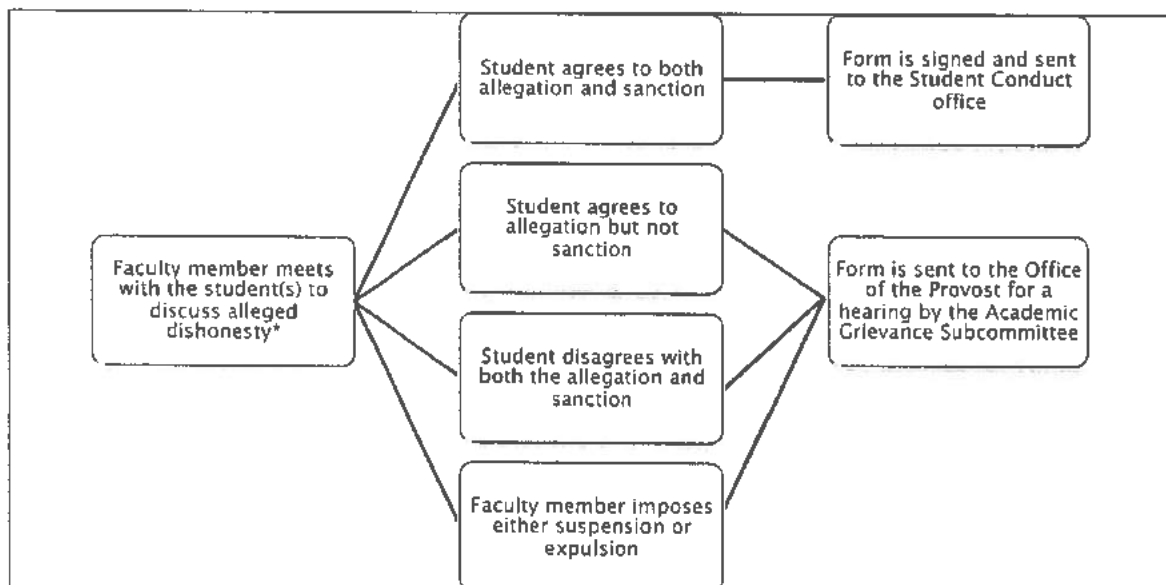 Student agrees to both
allegation and sanction
Form is signed and sent
to the Student Conduct
office
Student agrees to
allegation but not
sanction
Faculty member meets
with the student(s) to
discuss alleged
dishonesty*
Form is sent to the Office
of the Provost for a
hearing by the Academic
Grievance Subcommittee
Student disagrees with
both the allegation and
sanction
Faculty member imposes
either suspension or
expulsion